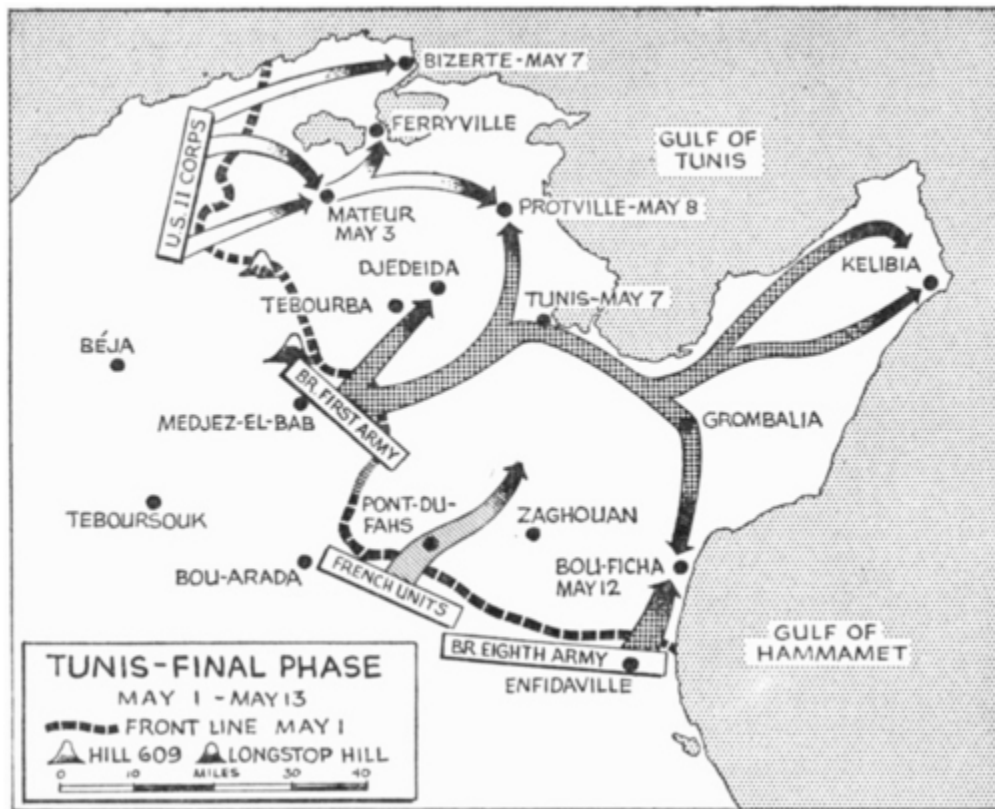 BIZERTE-MAY 7
FERRYVILLE
GULF OF
TUNIS
U.S. II CORPS
MATEUR
MAY 3
PROTVILLE-MAY 8
DJEDEIDA
KELIBIA
TEBOURBA
TUNIS-MAY 7
BÉJA
BR. FIRST ARMY
MEDJEZ-EL-BAB
GROMBALIA
TEBOURSOUK
PONT-DU-
FAHS
ZAGHOUAN
BOU-ARADA
FRENCH UNITS
BOU-FICHA
MAY 12
GULF OF
HAMMAMET
BR. EIGHTH ARMY
ENFIDAVILLE
TUNIS-FINAL PHASE
MAY 1 - MAY 13
FRONT LINE MAY 1
HILL 609 LONGSTOP HILL
0 10 MILES 30 40